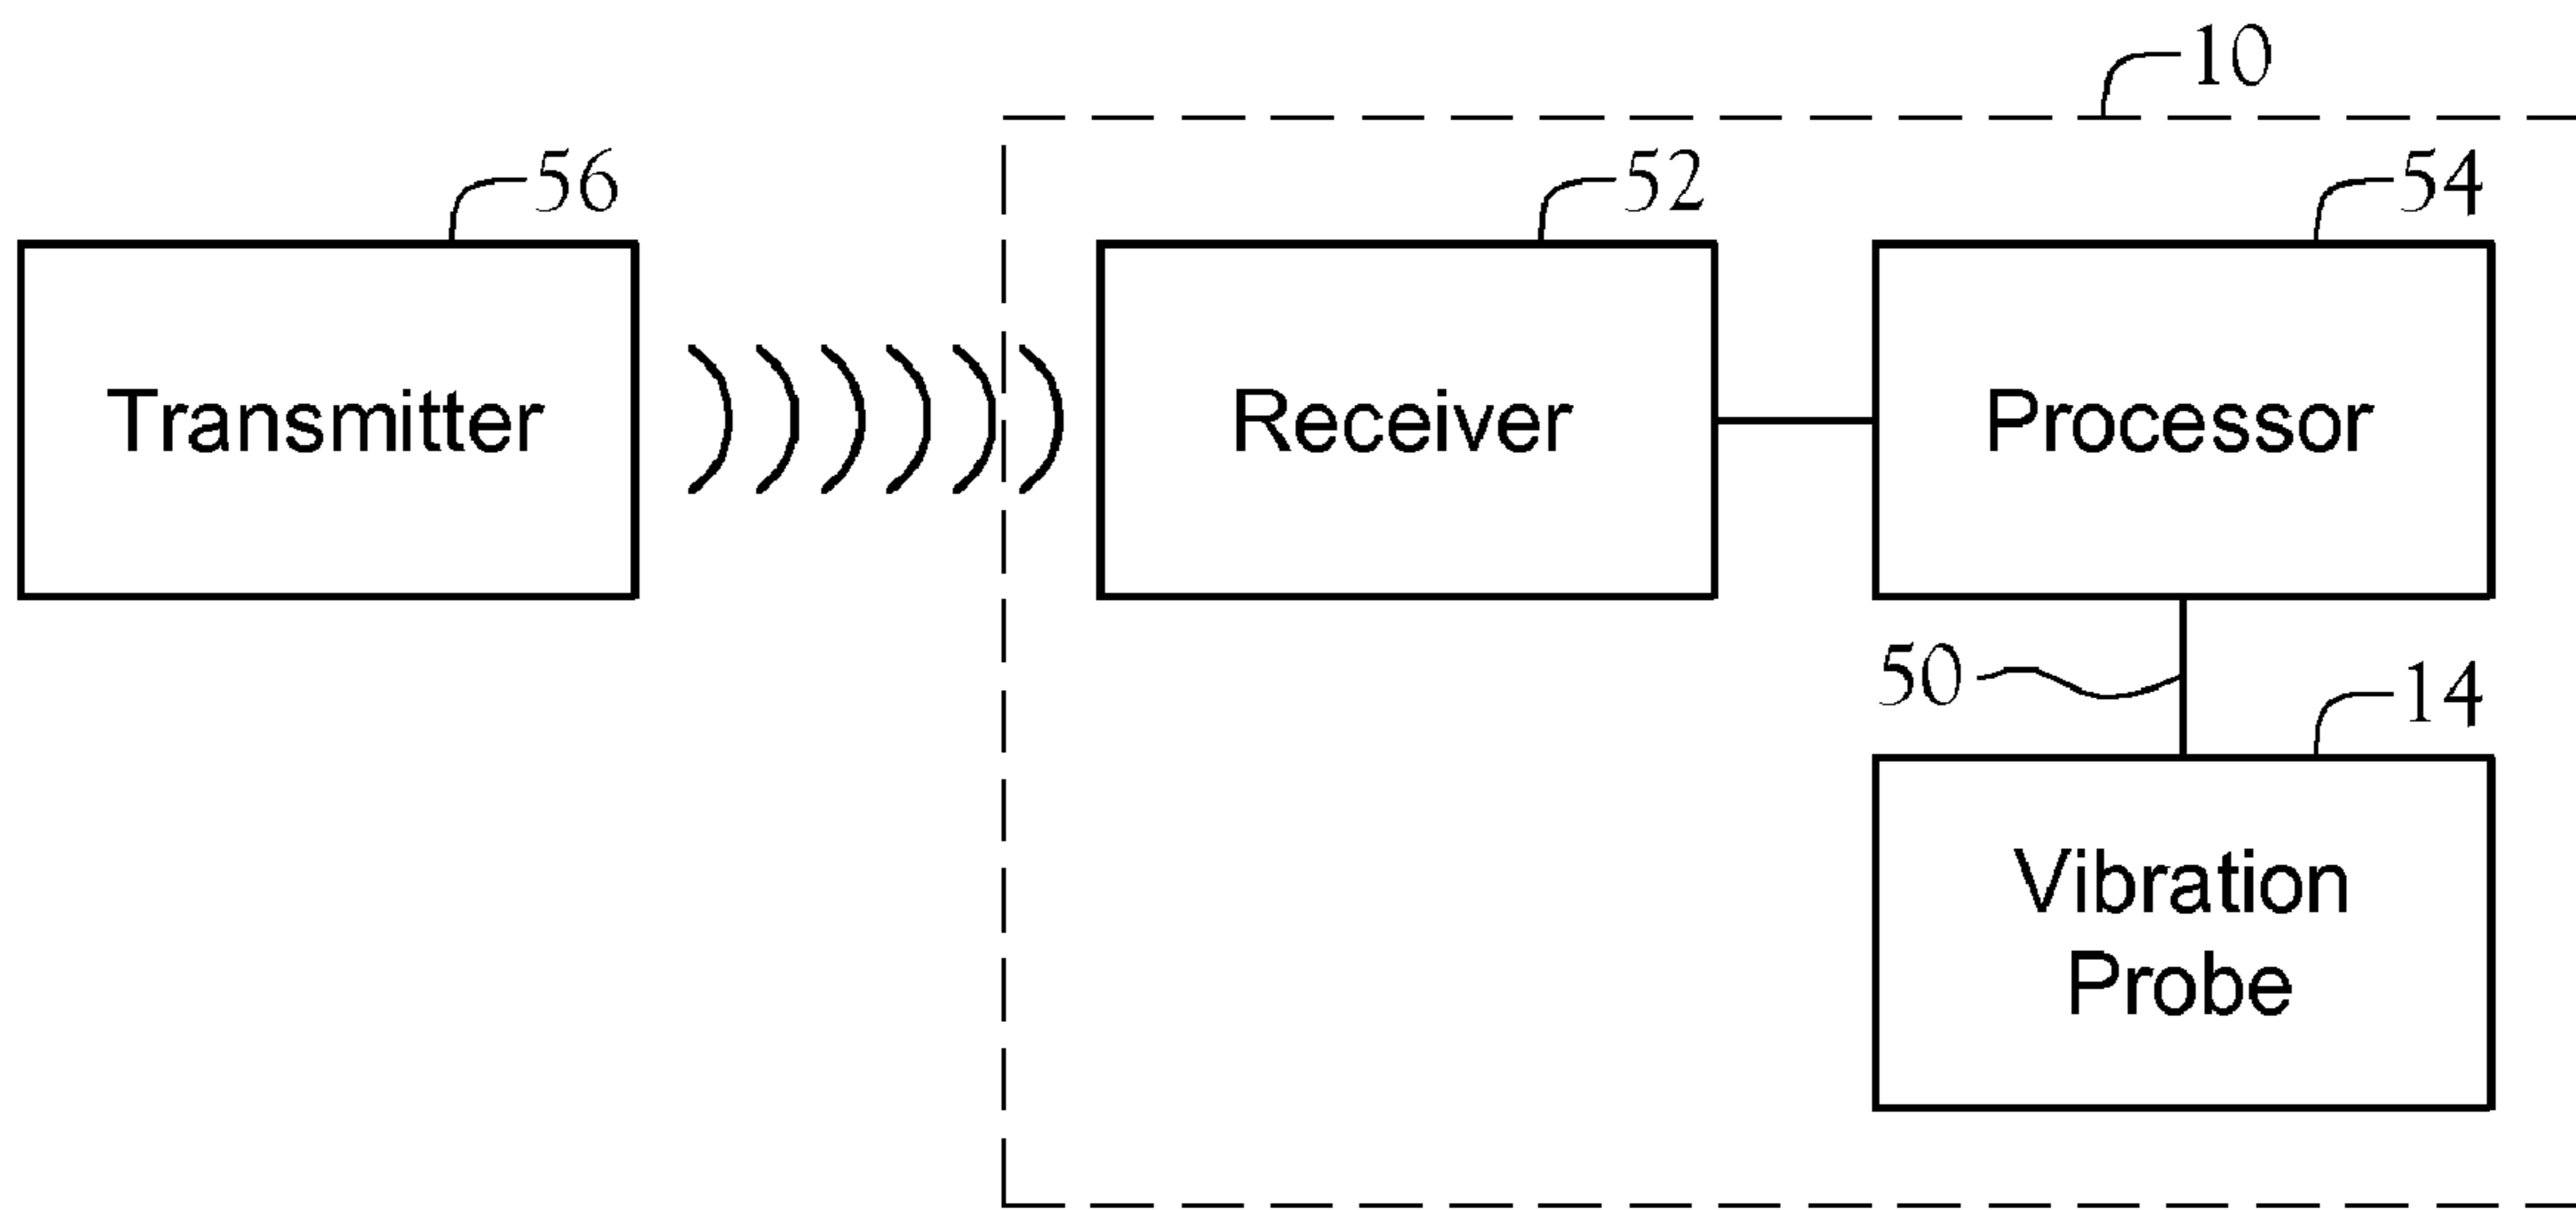 10
56
52
54
Transmitter
Receiver
Processor
50
14
Vibration
Probe